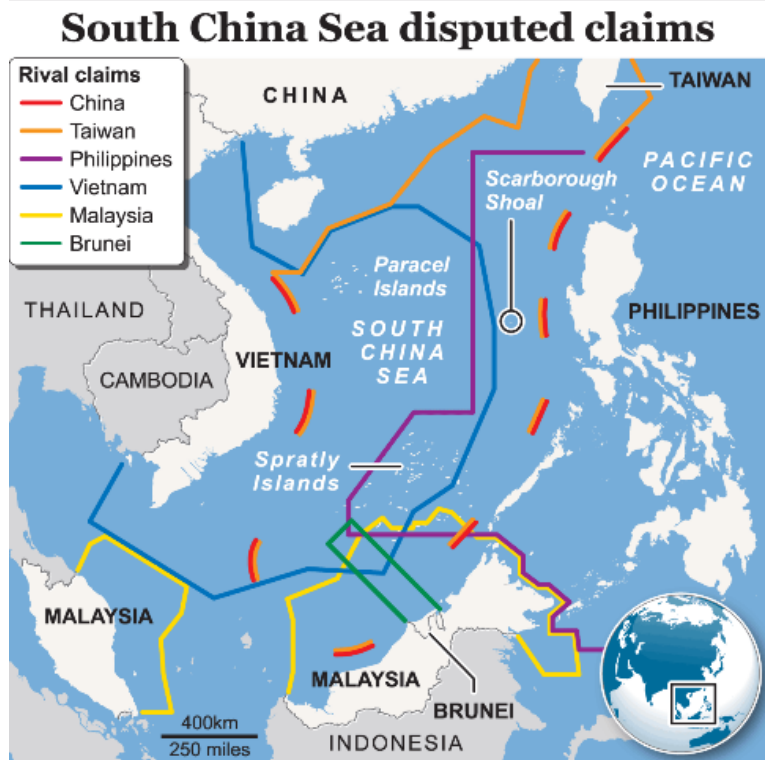 South China Sea disputed claims
Rival claims
China
Taiwan
Philippines
Vietnam
Malaysia
Brunei
CHINA
TAIWAN
PACIFIC
OCEAN
Scarborough
Shoal
Paracel
Islands
THAILAND
SOUTH
CHINA
SEA
PHILIPPINES
VIETNAM
CAMBODIA
Spratly
Islands
MALAYSIA
MALAYSIA
BRUNEI
400km
250 miles
INDONESIA